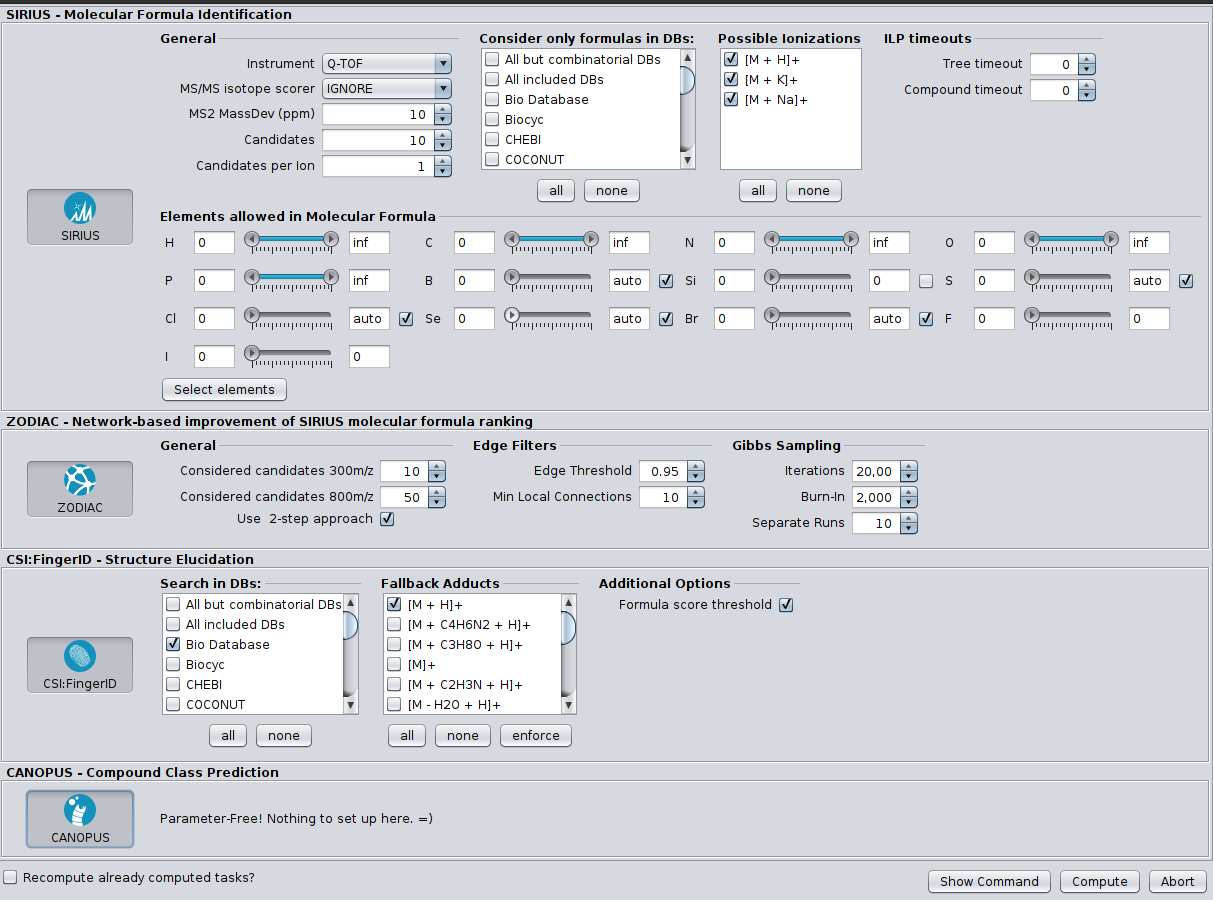 SIRIUS - Molecular Formula Identification
General
Consider only formulas in DBs:
Possible Ionizations
ILP timeouts
Instrument Q-TOF
MS/MS isotope scorer IGNORE
MS2 MassDev (ppm) 10
Candidates 10
Candidates per Ion 1
All but combinatorial DBs
All included DBs
Bio Database
Biocyc
CHEBI
COCONUT
all none
[M + H]+
[M + K]+
[M + Na]+
all none
Tree timeout 0
Compound timeout 0
SIRIUS
Elements allowed in Molecular Formula
H 0 inf C 0 inf N 0 inf O 0 inf
P 0 inf B 0 auto Si 0 0 S 0 auto
Cl 0 auto Se 0 auto Br 0 auto F 0 0
I 0 0
Select elements
ZODIAC - Network-based improvement of SIRIUS molecular formula ranking
ZODIAC
General
Considered candidates 300m/z 10
Considered candidates 800m/z 50
Use 2-step approach
Edge Filters
Edge Threshold 0.95
Min Local Connections 10
Gibbs Sampling
Iterations 20,00
Burn-In 2,000
Separate Runs 10
CSI:FingerID - Structure Elucidation
CSI:FingerID
Search in DBs:
All but combinatorial DBs
All included DBs
Bio Database
Biocyc
CHEBI
COCONUT
all none
Fallback Adducts
[M + H]+
[M + C4H6N2 + H]+
[M + C3H8O + H]+
[M]+
[M + C2H3N + H]+
[M - H2O + H]+
all none enforce
Additional Options
Formula score threshold
CANOPUS - Compound Class Prediction
CANOPUS
Parameter-Free! Nothing to set up here. =)
Recompute already computed tasks?
Show Command Compute Abort